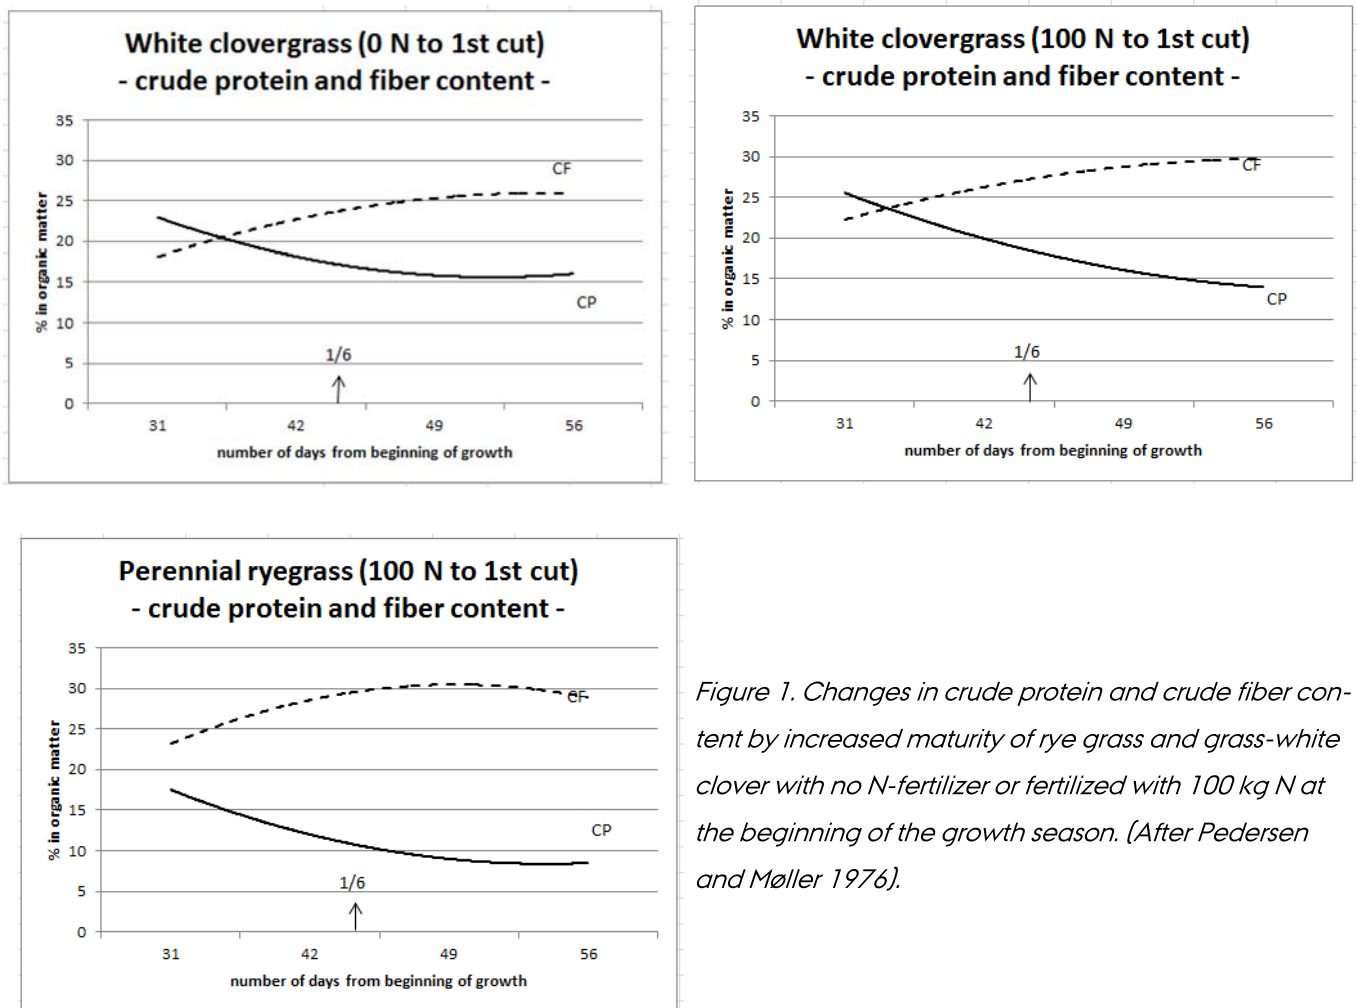 White clovergrass (0 N to 1st cut)
- crude protein and fiber content -
35
30
25
20
15
10
5
0
% in organic matter
CF
CP
1/6
31 42 49 56
number of days from beginning of growth
White clovergrass (100 N to 1st cut)
- crude protein and fiber content -
35
30
25
20
15
10
5
0
% in organic matter
CF
CP
1/6
31 42 49 56
number of days from beginning of growth
Perennial ryegrass (100 N to 1st cut)
- crude protein and fiber content -
35
30
25
20
15
10
5
0
% in organic matter
CF
CP
1/6
31 42 49 56
number of days from beginning of growth
Figure 1. Changes in crude protein and crude fiber con-
tent by increased maturity of rye grass and grass-white
clover with no N-fertilizer or fertilized with 100 kg N at
the beginning of the growth season. (After Pedersen
and Møller 1976).